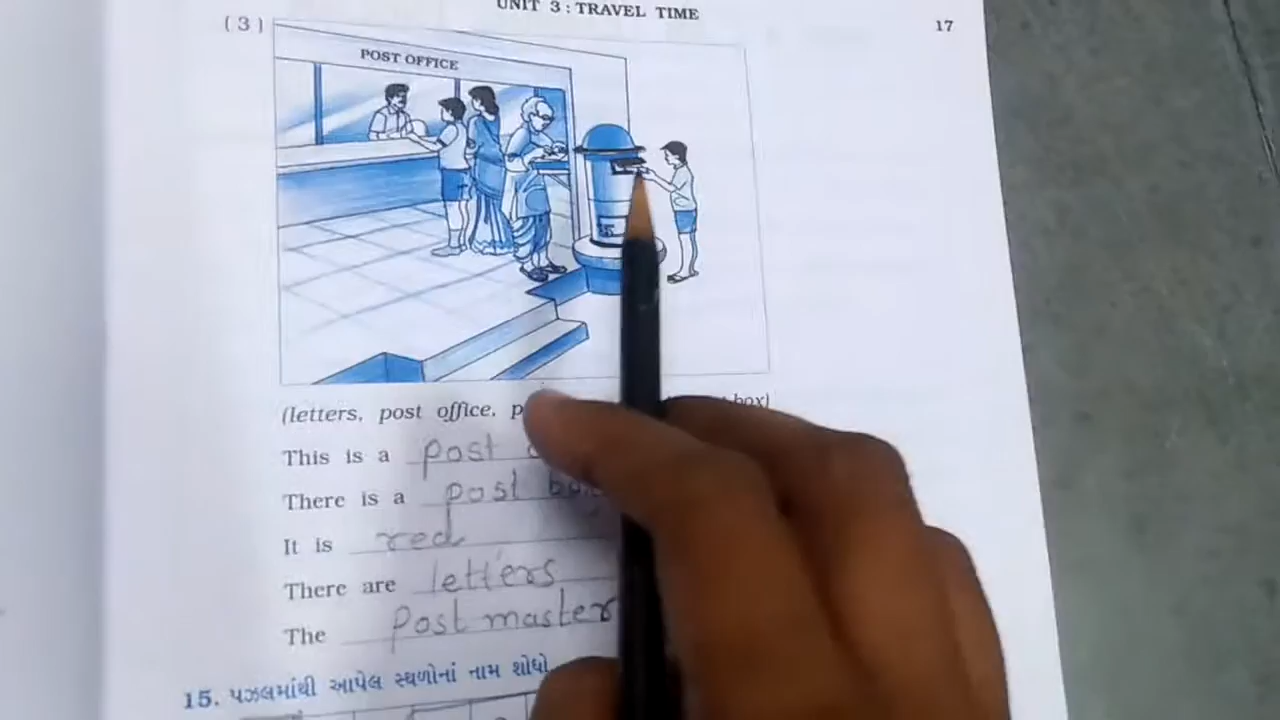 UNIT 3 : TRAVEL TIME
17
(3)
POST OFFICE
(letters, post office, box)
This is a post
There is a post box
It is red
There are letters
The Post master
15. પઝલમાંથી આપેલ સ્થળોનાં નામ શોધો